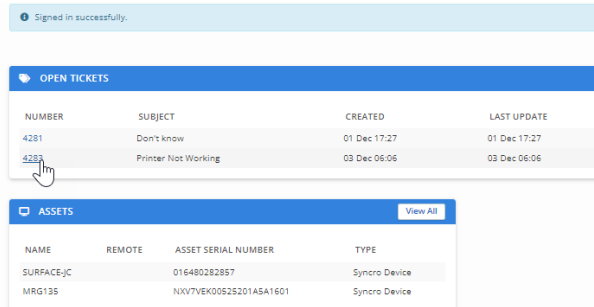 Signed in successfully.
OPEN TICKETS
NUMBER SUBJECT CREATED LAST UPDATE
4281 Don't know 01 Dec 17:27 01 Dec 17:27
4283 Printer Not Working 03 Dec 06:06 03 Dec 06:06
ASSETS View All
NAME REMOTE ASSET SERIAL NUMBER TYPE
SURFACE-JC 016480282857 Syncro Device
MRG135 NXV7VEK00525201A5A1601 Syncro Device